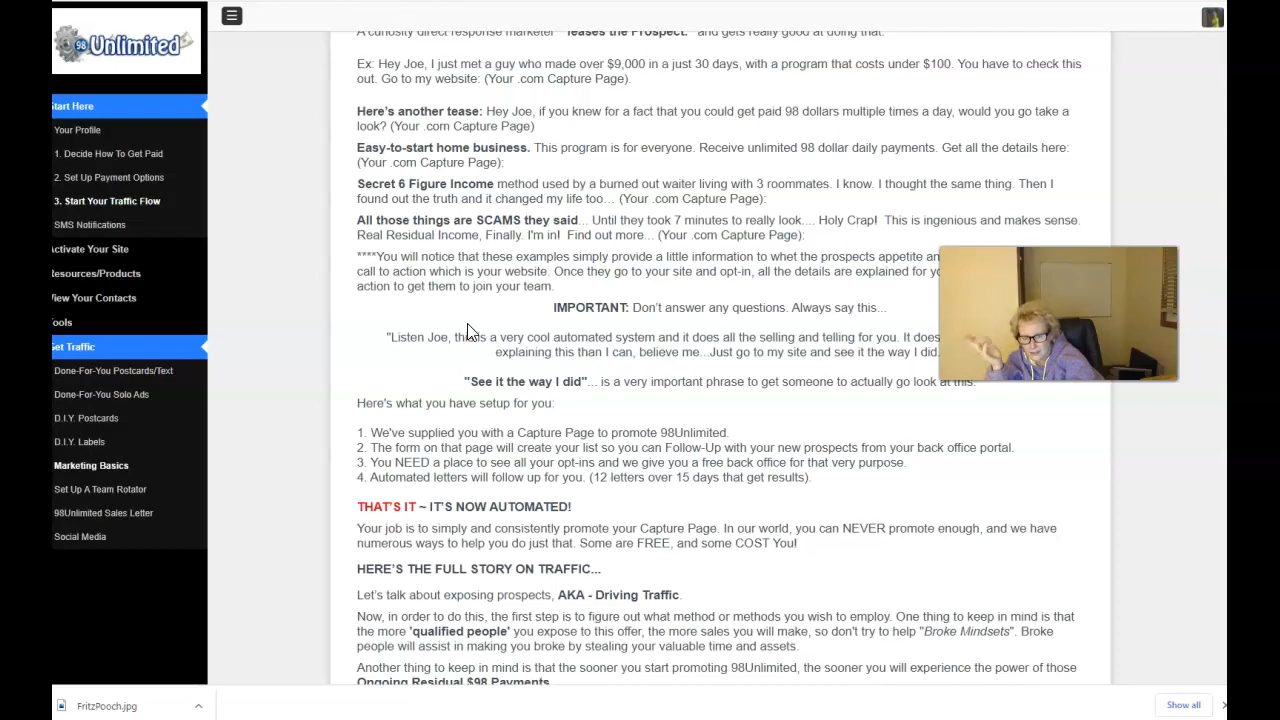 98 Unlimited
Start Here
Your Profile
1. Decide How To Get Paid
2. Set Up Payment Options
3. Start Your Traffic Flow
SMS Notifications
Activate Your Site
Resources/Products
View Your Contacts
Tools
Get Traffic
Done-For-You Postcards/Text
Done-For-You Solo Ads
D.I.Y. Postcards
D.I.Y. Labels
Marketing Basics
Set Up A Team Rotator
98Unlimited Sales Letter
Social Media
A curiosity direct response marketer "Teases the Prospect." and gets really good at doing that.
Ex: Hey Joe, I just met a guy who made over $9,000 in a just 30 days, with a program that costs under $100. You have to check this
out. Go to my website: (Your .com Capture Page).
Here's another tease: Hey Joe, if you knew for a fact that you could get paid 98 dollars multiple times a day, would you go take a
look? (Your .com Capture Page)
Easy-to-start home business. This program is for everyone. Receive unlimited 98 dollar daily payments. Get all the details here:
(Your .com Capture Page):
Secret 6 Figure Income method used by a burned out waiter living with 3 roommates. I know. I thought the same thing. Then I
found out the truth and it changed my life too… (Your .com Capture Page):
All those things are SCAMS they said... Until they took 7 minutes to really look.... Holy Crap!  This is ingenious and makes sense.
Real Residual Income, Finally. I'm in!  Find out more... (Your .com Capture Page):
****You will notice that these examples simply provide a little information to whet the prospects appetite an
call to action which is your website. Once they go to your site and opt-in, all the details are explained for yo
action to get them to join your team.
IMPORTANT: Don't answer any questions. Always say this...
"Listen Joe, this is a very cool automated system and it does all the selling and telling for you. It does
explaining this than I can, believe me...Just go to my site and see it the way I did.
"See it the way I did"... is a very important phrase to get someone to actually go look at this.
Here's what you have setup for you:
1. We've supplied you with a Capture Page to promote 98Unlimited.
2. The form on that page will create your list so you can Follow-Up with your new prospects from your back office portal.
3. You NEED a place to see all your opt-ins and we give you a free back office for that very purpose.
4. Automated letters will follow up for you. (12 letters over 15 days that get results).
THAT'S IT ~ IT'S NOW AUTOMATED!
Your job is to simply and consistently promote your Capture Page. In our world, you can NEVER promote enough, and we have
numerous ways to help you do just that. Some are FREE, and some COST You!
HERE'S THE FULL STORY ON TRAFFIC...
Let's talk about exposing prospects, AKA - Driving Traffic.
Now, in order to do this, the first step is to figure out what method or methods you wish to employ. One thing to keep in mind is that
the more 'qualified people' you expose to this offer, the more sales you will make, so don't try to help "Broke Mindsets". Broke
people will assist in making you broke by stealing your valuable time and assets.
Another thing to keep in mind is that the sooner you start promoting 98Unlimited, the sooner you will experience the power of those
Ongoing Residual $98 Payments.
FritzPooch.jpg
Show all